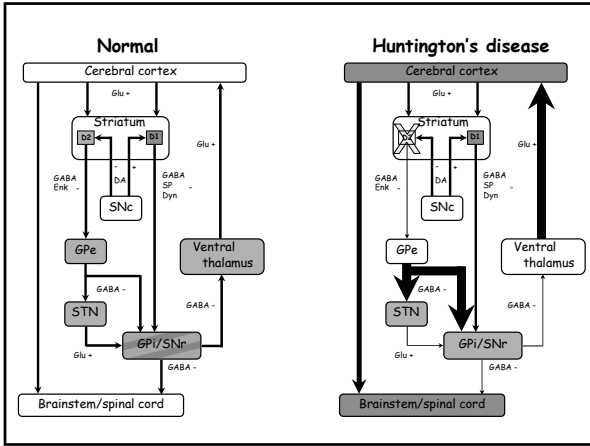 Normal
Cerebral cortex
Glu +
Glu +
Striatum
D2
D1
GABA
Enk -
- +
DA
GABA
SP -
Dyn
SNc
GPe
Ventral
thalamus
GABA -
GABA -
STN
GPi/SNr
Glu +
GABA -
Brainstem/spinal cord
Huntington's disease
Cerebral cortex
Glu +
Glu +
Striatum
D2
D1
GABA
Enk -
- +
DA
GABA
SP -
Dyn
SNc
GPe
Ventral
thalamus
GABA -
GABA -
STN
GPi/SNr
Glu +
GABA -
Brainstem/spinal cord